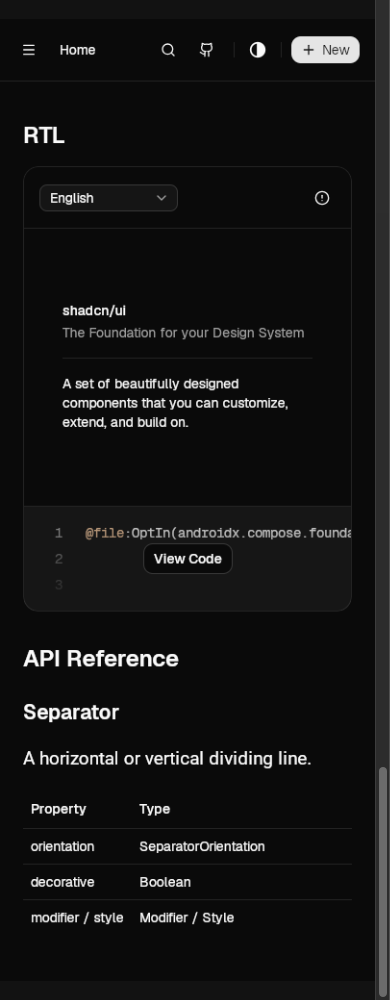 Home
New
RTL
English
shadcn/ui
The Foundation for your Design System
A set of beautifully designed
components that you can customize,
extend, and build on.
1 @file:OptIn(androidx.compose.founda
2
View Code
3
API Reference
Separator
A horizontal or vertical dividing line.
Property Type
orientation SeparatorOrientation
decorative Boolean
modifier / style Modifier / Style